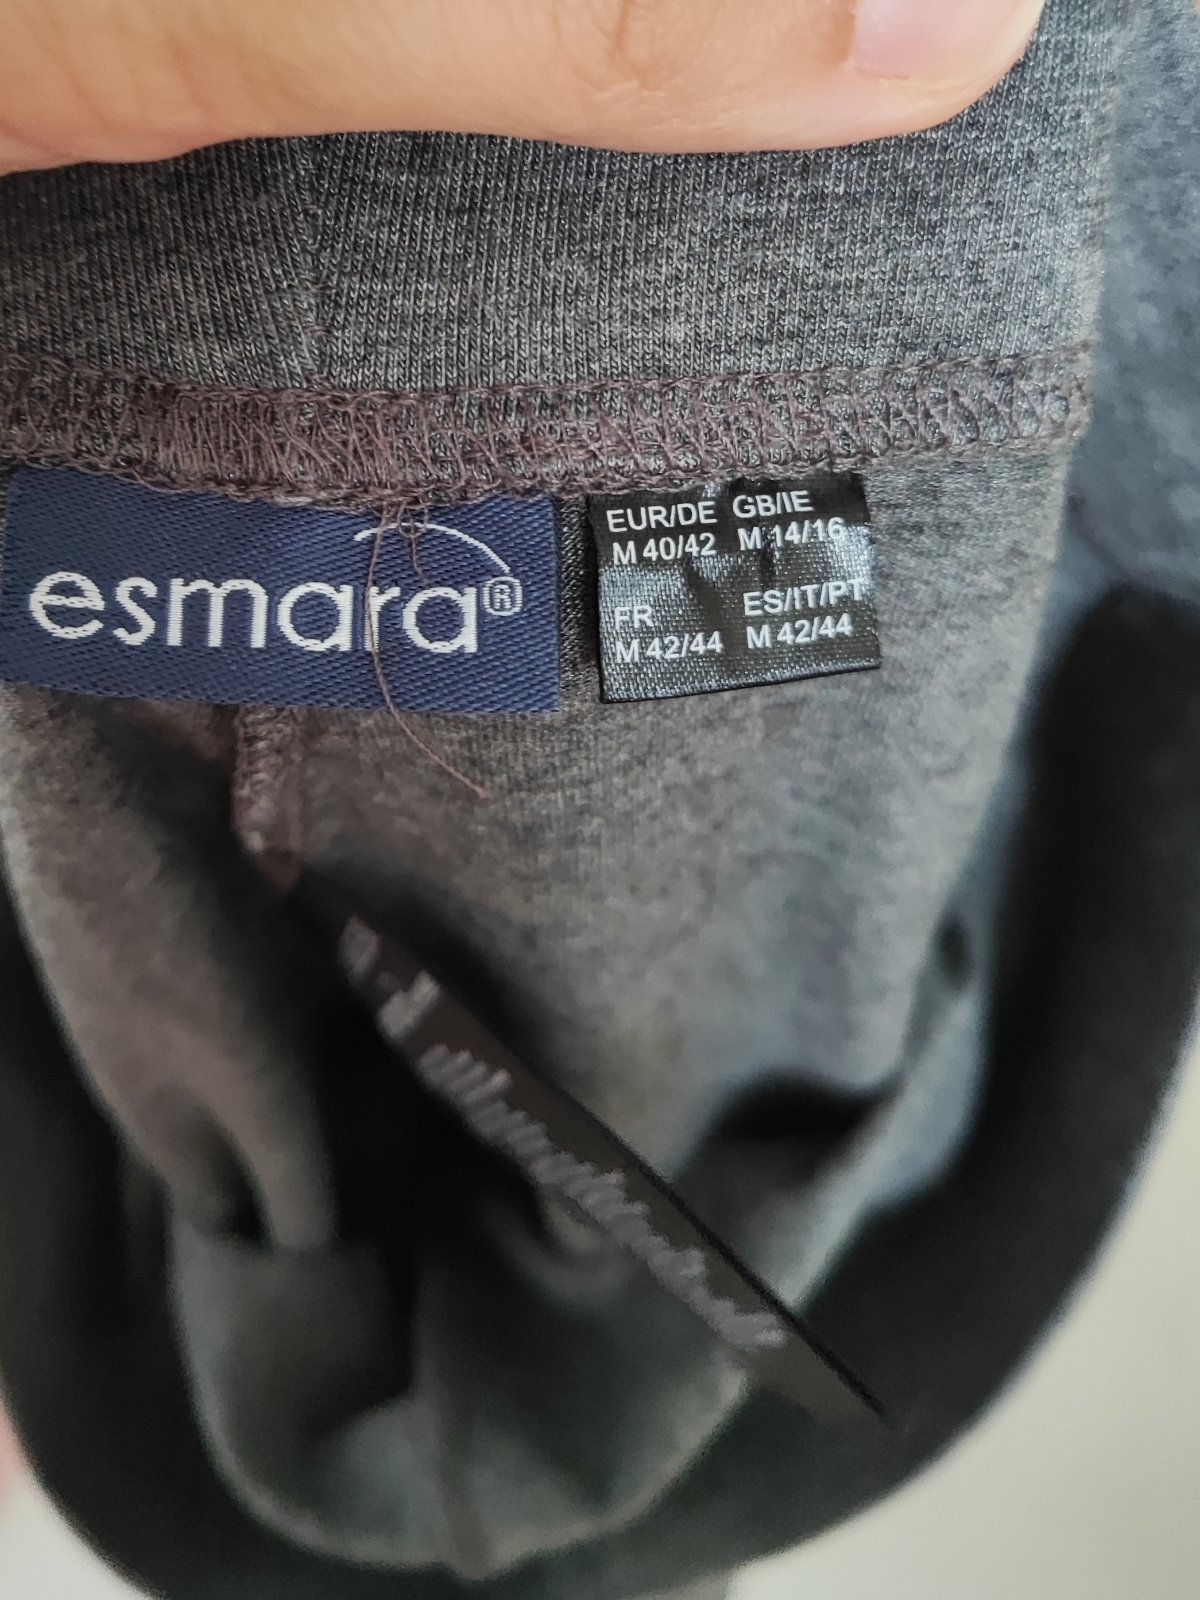 esmara®
EUR/DE GB/IE
M 40/42 M 14/16
FR ES/IT/PT
M 42/44 M 42/44